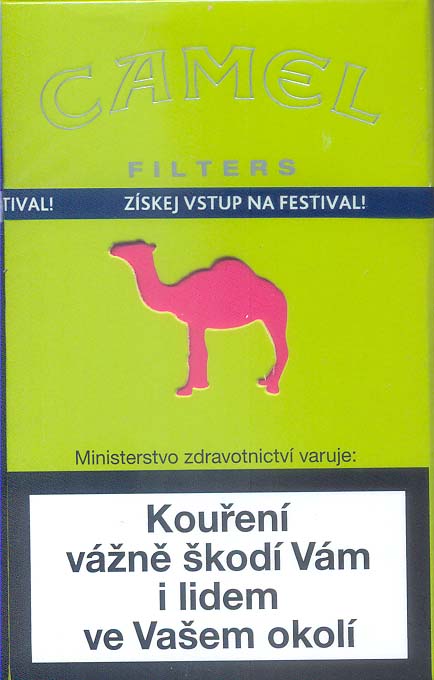 CAMEL
FILTERS
TIVAL! ZÍSKEJ VSTUP NA FESTIVAL!
Ministerstvo zdravotnictví varuje:
Kouření
vážně škodí Vám
i lidem
ve Vašem okolí